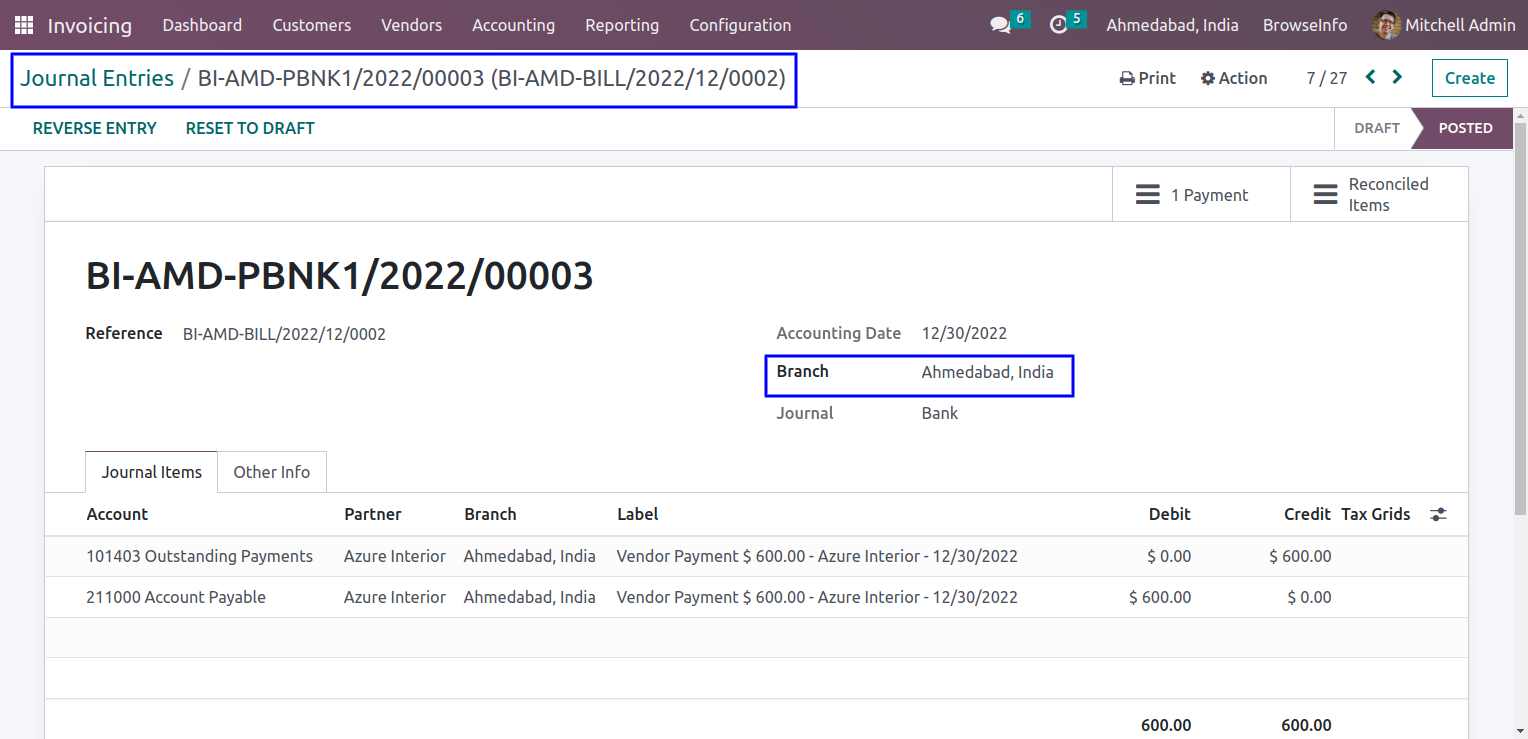 Invoicing Dashboard Customers Vendors Accounting Reporting Configuration 6 5 Ahmedabad, India BrowseInfo Mitchell Admin
Journal Entries / BI-AMD-PBNK1/2022/00003 (BI-AMD-BILL/2022/12/0002) Print Action 7 / 27 Create
REVERSE ENTRY RESET TO DRAFT DRAFT POSTED
1 Payment Reconciled
Items
BI-AMD-PBNK1/2022/00003
Reference BI-AMD-BILL/2022/12/0002 Accounting Date 12/30/2022
Branch Ahmedabad, India
Journal Bank
Journal Items Other Info
Account Partner Branch Label Debit Credit Tax Grids
101403 Outstanding Payments Azure Interior Ahmedabad, India Vendor Payment $ 600.00 - Azure Interior - 12/30/2022 $ 0.00 $ 600.00
211000 Account Payable Azure Interior Ahmedabad, India Vendor Payment $ 600.00 - Azure Interior - 12/30/2022 $ 600.00 $ 0.00
600.00 600.00